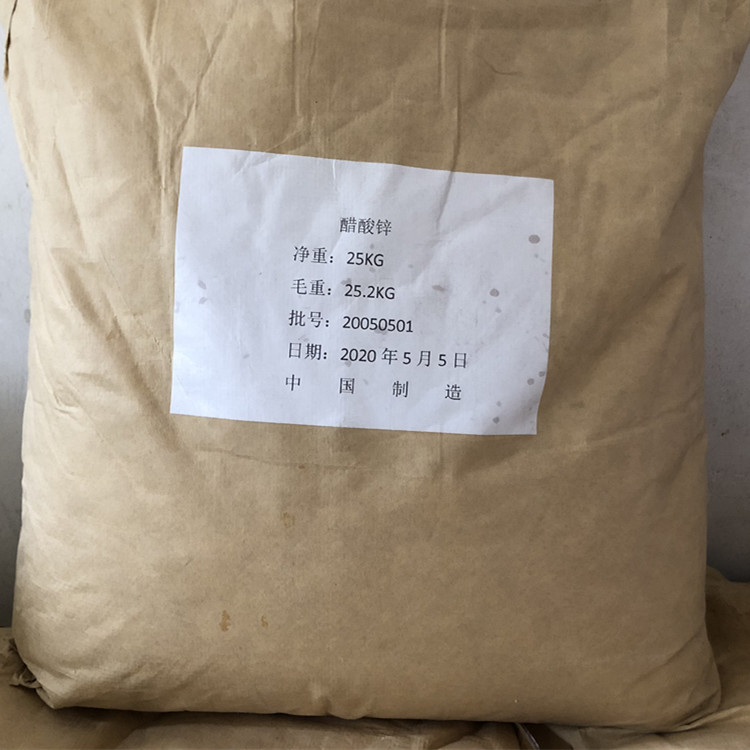 醋酸锌
净重：25KG
毛重：25.2KG
批号：20050501
日期：2020 年 5 月 5 日
中 国 制 造